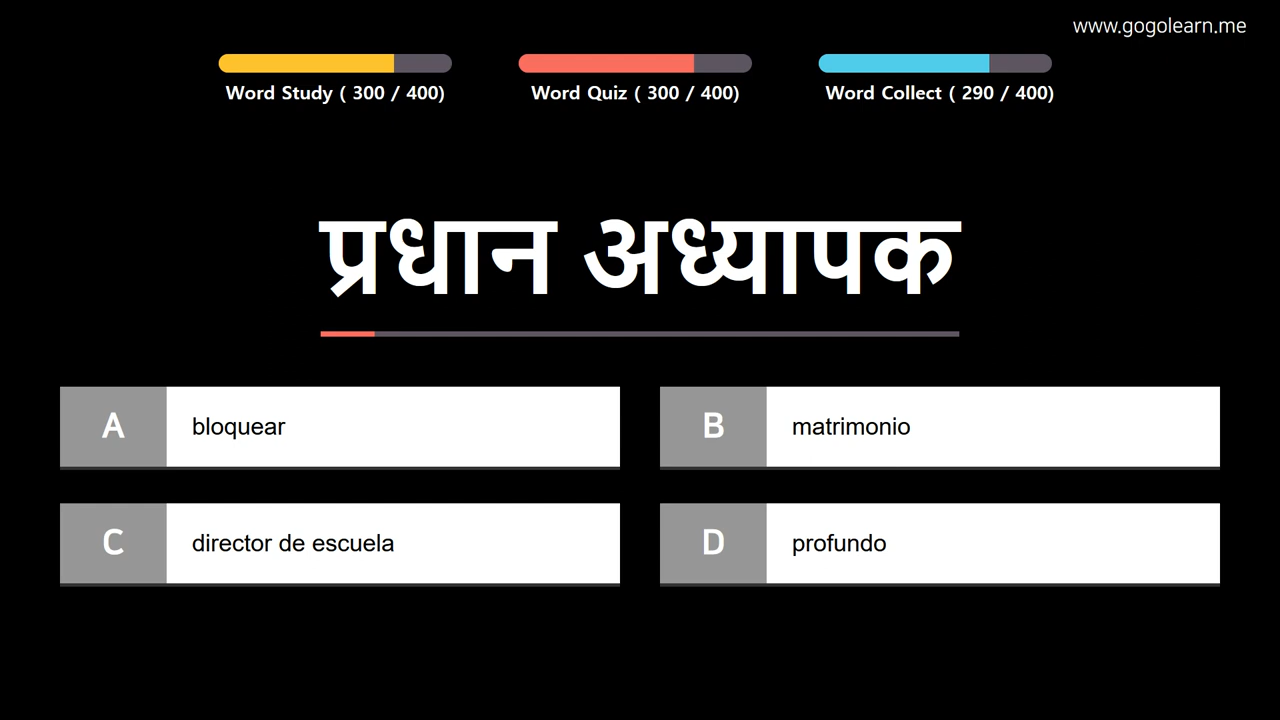 www.gogolearn.me
Word Study ( 300 / 400)
Word Quiz ( 300 / 400)
Word Collect ( 290 / 400)
प्रधान अध्यापक
A bloquear
B matrimonio
C director de escuela
D profundo